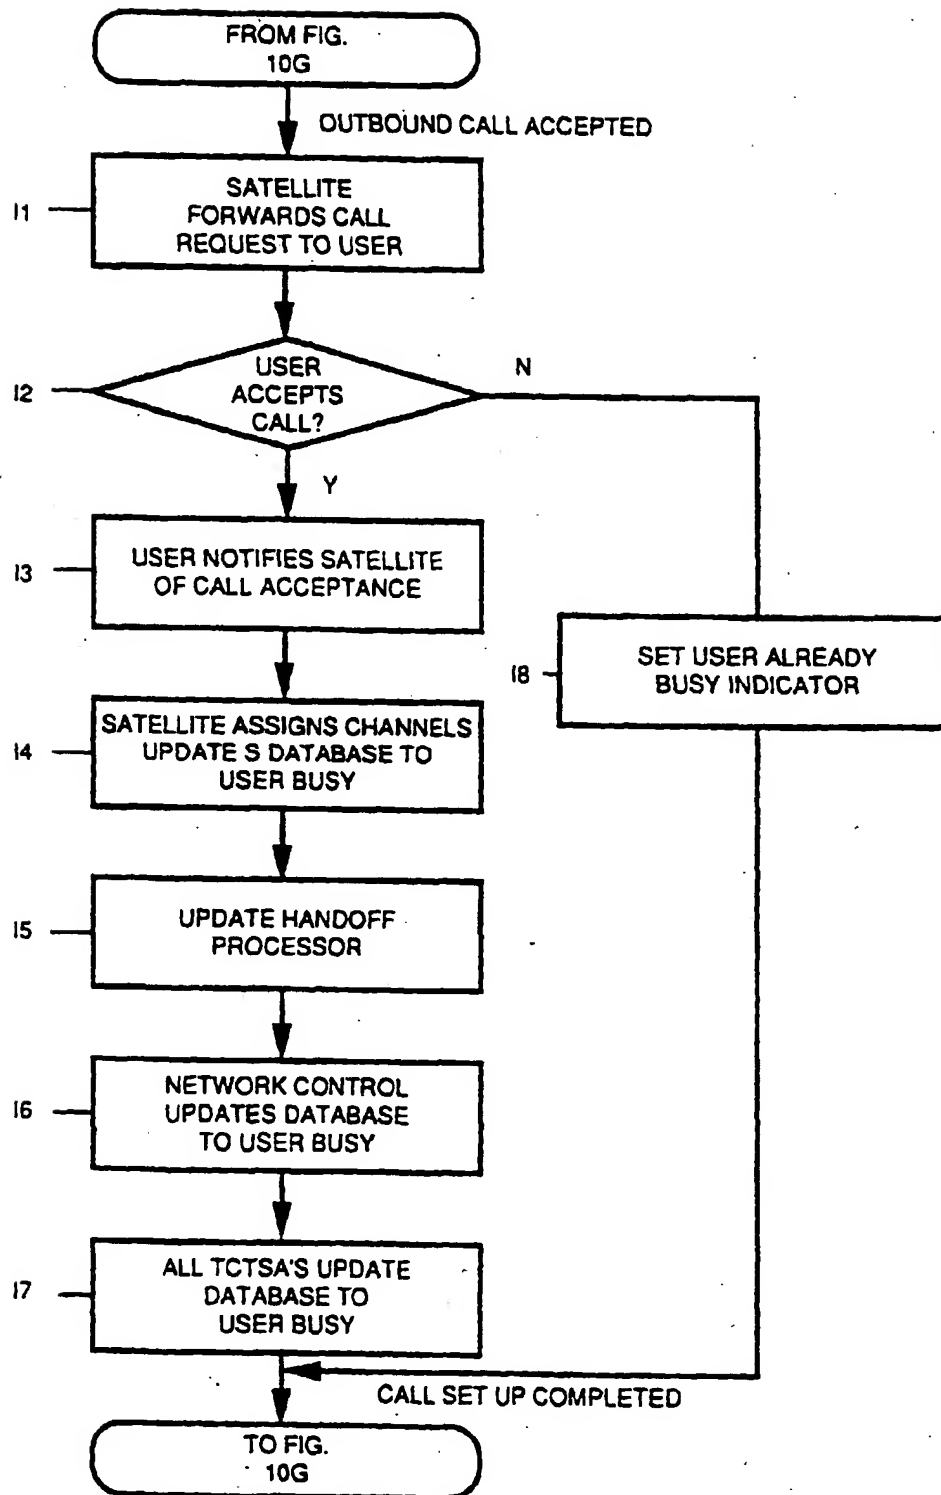 FROM FIG.
10G
OUTBOUND CALL ACCEPTED
I1
SATELLITE
FORWARDS CALL
REQUEST TO USER
I2
USER
ACCEPTS
CALL?
N
Y
I3
USER NOTIFIES SATELLITE
OF CALL ACCEPTANCE
I8
SET USER ALREADY
BUSY INDICATOR
I4
SATELLITE ASSIGNS CHANNELS
UPDATE S DATABASE TO
USER BUSY
I5
UPDATE HANDOFF
PROCESSOR
I6
NETWORK CONTROL
UPDATES DATABASE
TO USER BUSY
I7
ALL TCTSA'S UPDATE
DATABASE TO
USER BUSY
CALL SET UP COMPLETED
TO FIG.
10G